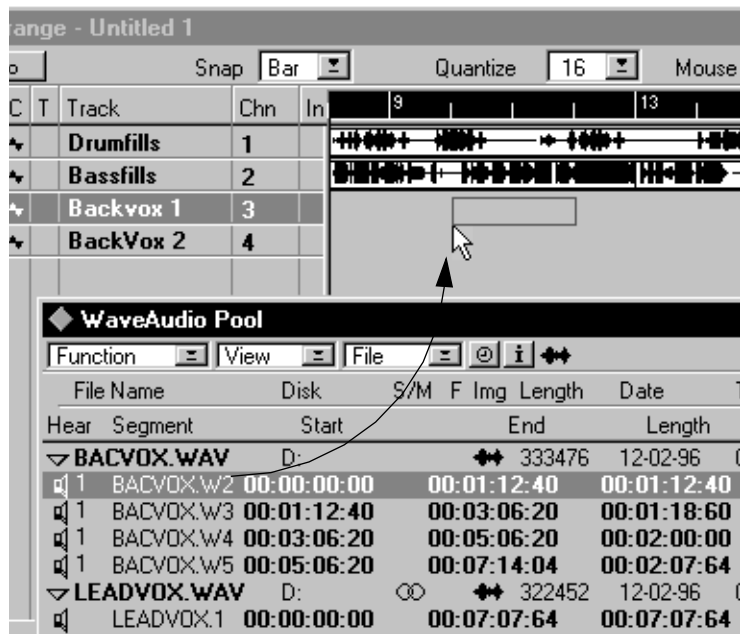 range - Untitled 1
o Snap Bar Quantize 16 Mouse
C T Track Chn In 9 13
Drumfills 1
Bassfills 2
Backvox 1 3
BackVox 2 4
WaveAudio Pool
Function View File i
File Name Disk S/M F Img Length Date T
Hear Segment Start End Length
BACVOX.WAV D: 333476 12-02-96 0
1 BACVOX.W2 00:00:00:00 00:01:12:40 00:01:12:40
1 BACVOX.W3 00:01:12:40 00:03:06:20 00:01:18:60
1 BACVOX.W4 00:03:06:20 00:05:06:20 00:02:00:00
1 BACVOX.W5 00:05:06:20 00:07:14:04 00:02:07:64
LEADVOX.WAV D: 322452 12-02-96 0
LEADVOX.1 00:00:00:00 00:07:07:64 00:07:07:64